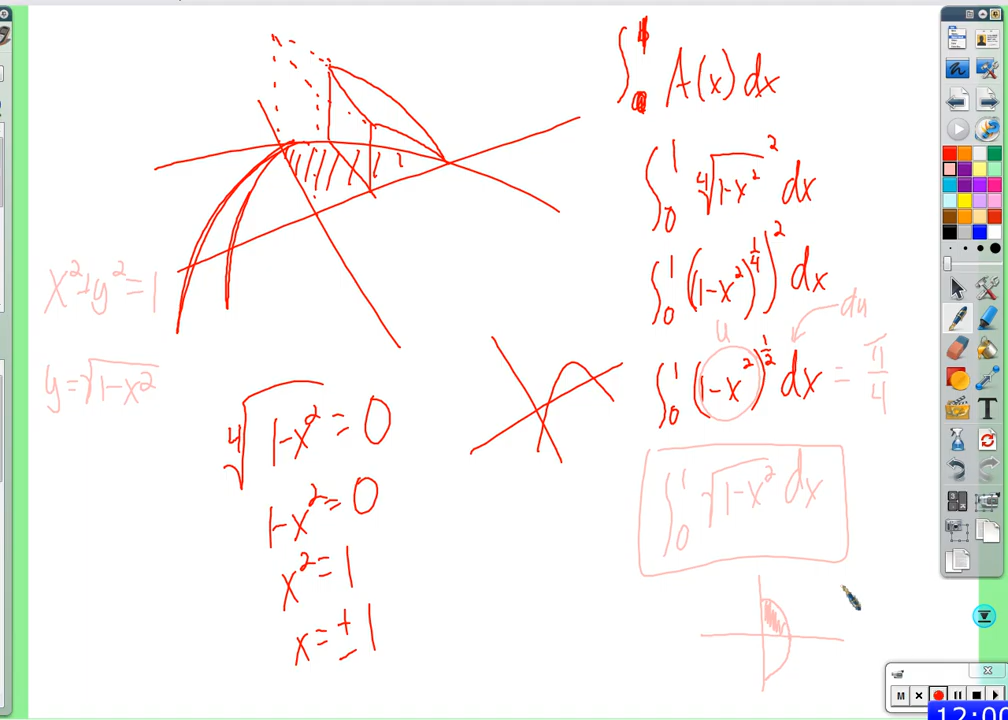 ∫₀¹ A(x) dx
∫₀¹ ∜(1-x²)² dx
∫₀¹ ((1-x²)^(1/4))² dx
du
u
∫₀¹ (1-x²)^(1/2) dx = π/4
∫₀¹ √(1-x²) dx
x²+y²=1
y=√(1-x²)
∜(1-x²) = 0
1-x² = 0
x² = 1
x = ± 1
T
M
12:00